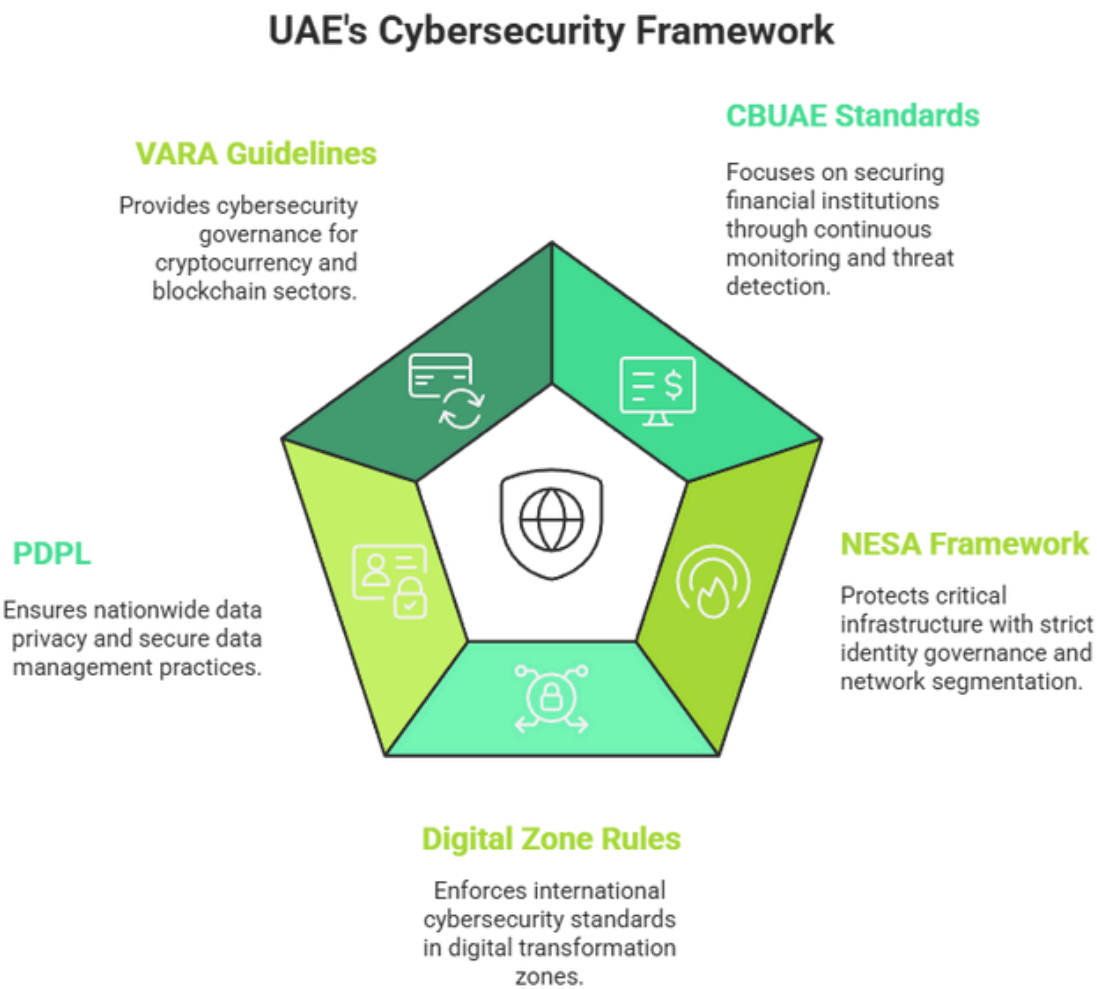 UAE's Cybersecurity Framework
CBUAE Standards
Focuses on securing
financial institutions
through continuous
monitoring and threat
detection.
VARA Guidelines
Provides cybersecurity
governance for
cryptocurrency and
blockchain sectors.
$
NESA Framework
Protects critical
infrastructure with strict
identity governance and
network segmentation.
PDPL
Ensures nationwide data
privacy and secure data
management practices.
Digital Zone Rules
Enforces international
cybersecurity standards
in digital transformation
zones.